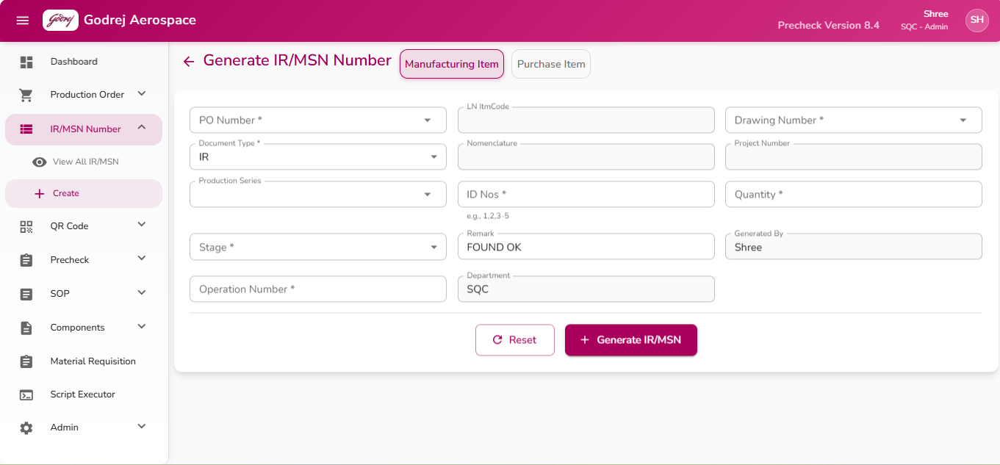 Godrej Godrej Aerospace
Precheck Version 8.4
Shree
SQC - Admin
SH
Dashboard
Production Order
IR/MSN Number
View All IR/MSN
Create
QR Code
Precheck
SOP
Components
Material Requisition
Script Executor
Admin
Generate IR/MSN Number
Manufacturing Item
Purchase Item
PO Number *
LN ItmCode
Drawing Number *
Document Type *
IR
Nomenclature
Project Number
Production Series
ID Nos *
e.g., 1,2,3-5
Quantity *
Stage *
Remark
FOUND OK
Generated By
Shree
Operation Number *
Department
SQC
Reset
Generate IR/MSN